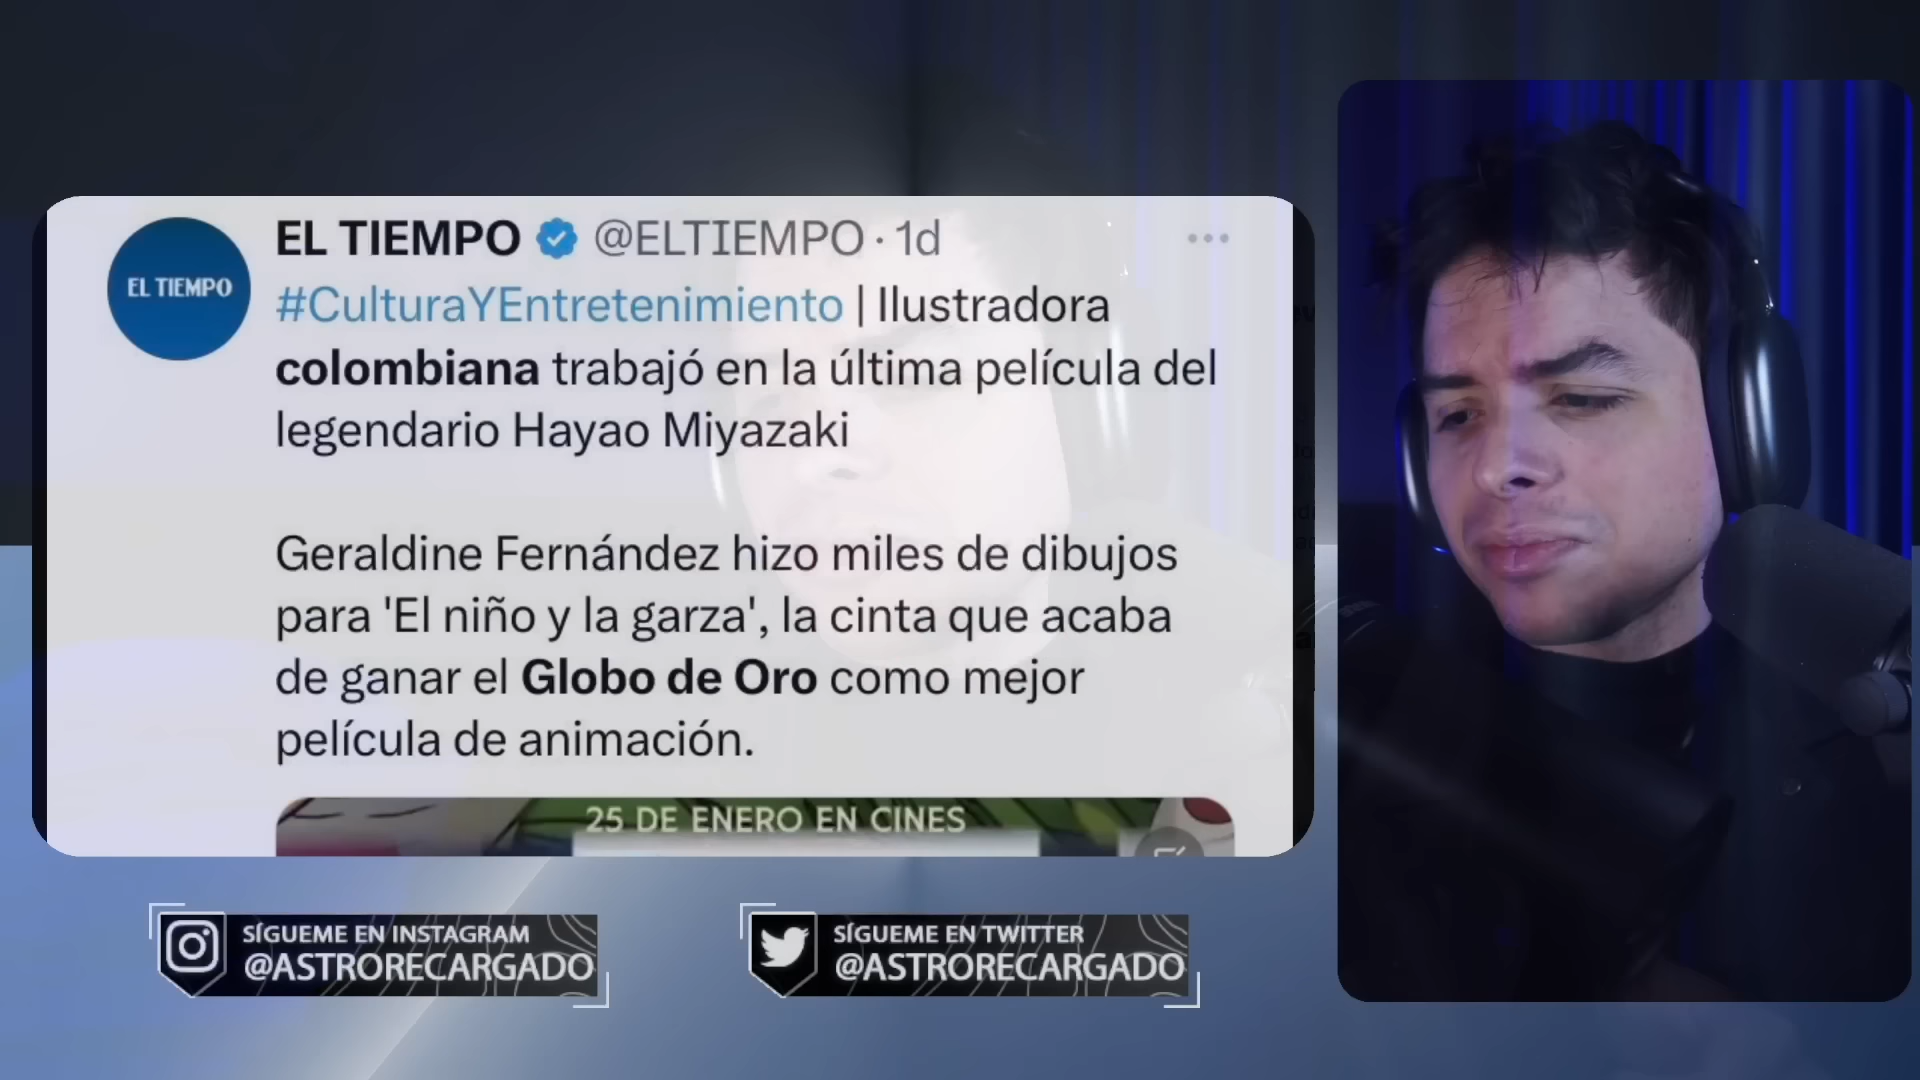 EL TIEMPO @ELTIEMPO · 1d
EL TIEMPO
#CulturaYEntretenimiento | Ilustradora
colombiana trabajó en la última película del
legendario Hayao Miyazaki
Geraldine Fernández hizo miles de dibujos
para 'El niño y la garza', la cinta que acaba
de ganar el Globo de Oro como mejor
película de animación.
25 DE ENERO EN CINES
SÍGUEME EN INSTAGRAM
@ASTRORECARGADO
SÍGUEME EN TWITTER
@ASTRORECARGADO